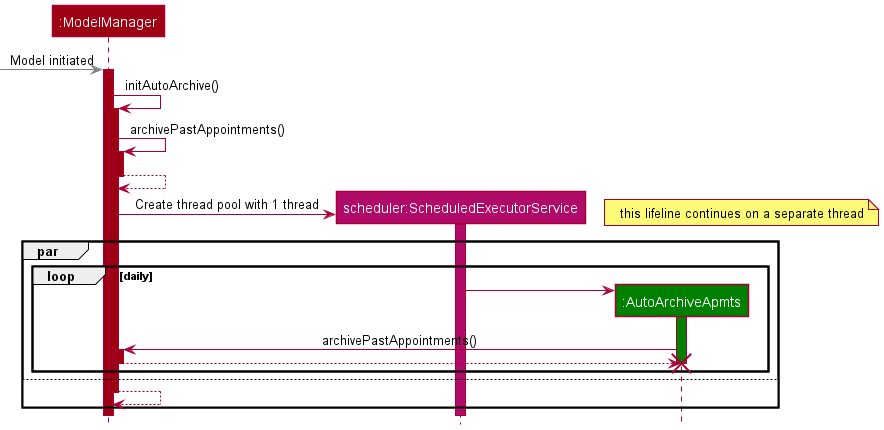 :ModelManager
Model initiated
initAutoArchive()
archivePastAppointments()
Create thread pool with 1 thread
scheduler:ScheduledExecutorService
this lifeline continues on a separate thread
par
loop
[daily]
:AutoArchiveApmts
archivePastAppointments()